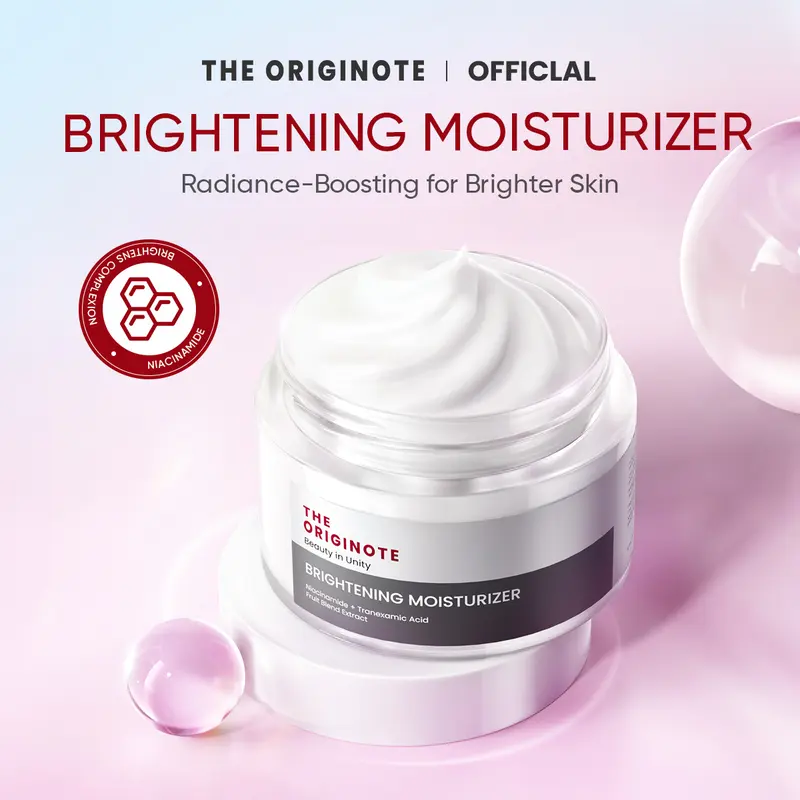 THE ORIGINOTE | OFFICLAL
BRIGHTENING MOISTURIZER
Radiance-Boosting for Brighter Skin
BRIGHTENS COMPLEXION
NIACINAMIDE
THE
ORIGINOTE
Beauty in Unity
BRIGHTENING MOISTURIZER
Niacinamide + Tranexamic Acid
Fruit Blend Extract